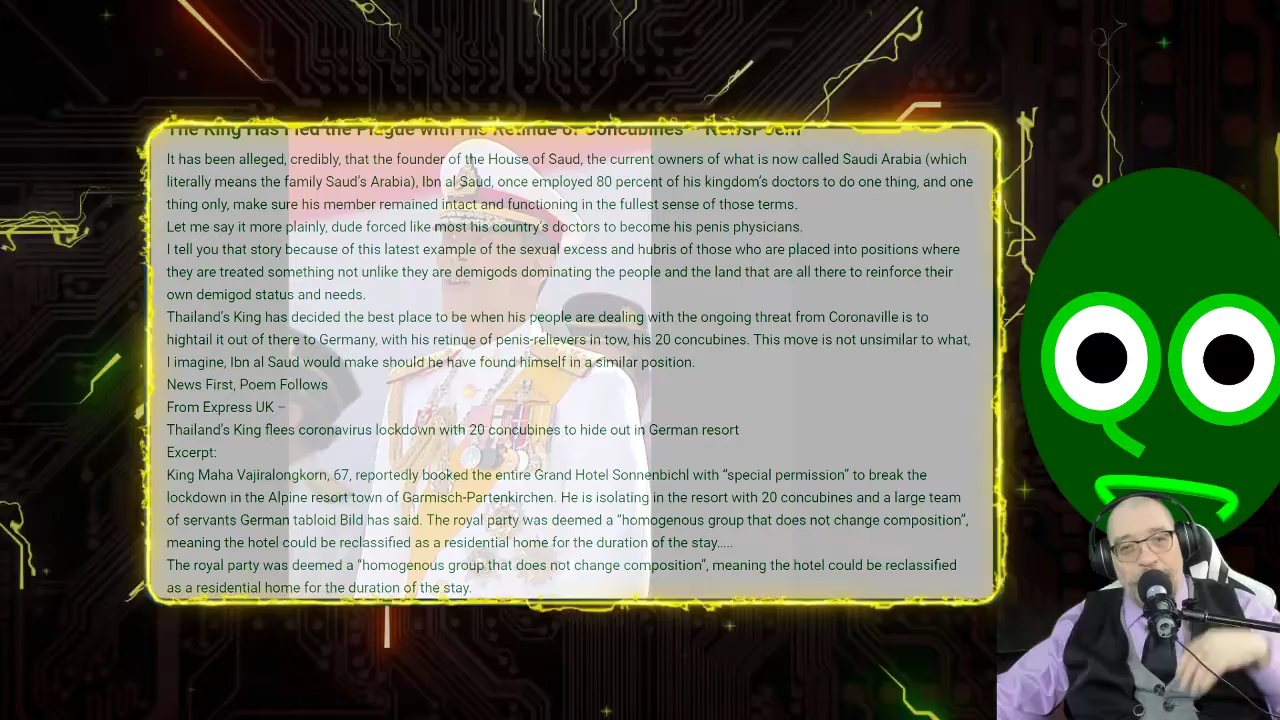 The King Has Fled the Plague with His Retinue of Concubines – NewsPoem
It has been alleged, credibly, that the founder of the House of Saud, the current owners of what is now called Saudi Arabia (which
literally means the family Saud's Arabia), Ibn al Saud, once employed 80 percent of his kingdom's doctors to do one thing, and one
thing only, make sure his member remained intact and functioning in the fullest sense of those terms.
Let me say it more plainly, dude forced like most his country's doctors to become his penis physicians.
I tell you that story because of this latest example of the sexual excess and hubris of those who are placed into positions where
they are treated something not unlike they are demigods dominating the people and the land that are all there to reinforce their
own demigod status and needs.
Thailand's King has decided the best place to be when his people are dealing with the ongoing threat from Coronaville is to
hightail it out of there to Germany, with his retinue of penis-relievers in tow, his 20 concubines. This move is not unsimilar to what,
I imagine, Ibn al Saud would make should he have found himself in a similar position.
News First, Poem Follows
From Express UK –
Thailand's King flees coronavirus lockdown with 20 concubines to hide out in German resort
Excerpt:
King Maha Vajiralongkorn, 67, reportedly booked the entire Grand Hotel Sonnenbichl with “special permission” to break the
lockdown in the Alpine resort town of Garmisch-Partenkirchen. He is isolating in the resort with 20 concubines and a large team
of servants German tabloid Bild has said. The royal party was deemed a “homogenous group that does not change composition”,
meaning the hotel could be reclassified as a residential home for the duration of the stay.....
The royal party was deemed a “homogenous group that does not change composition”, meaning the hotel could be reclassified
as a residential home for the duration of the stay.